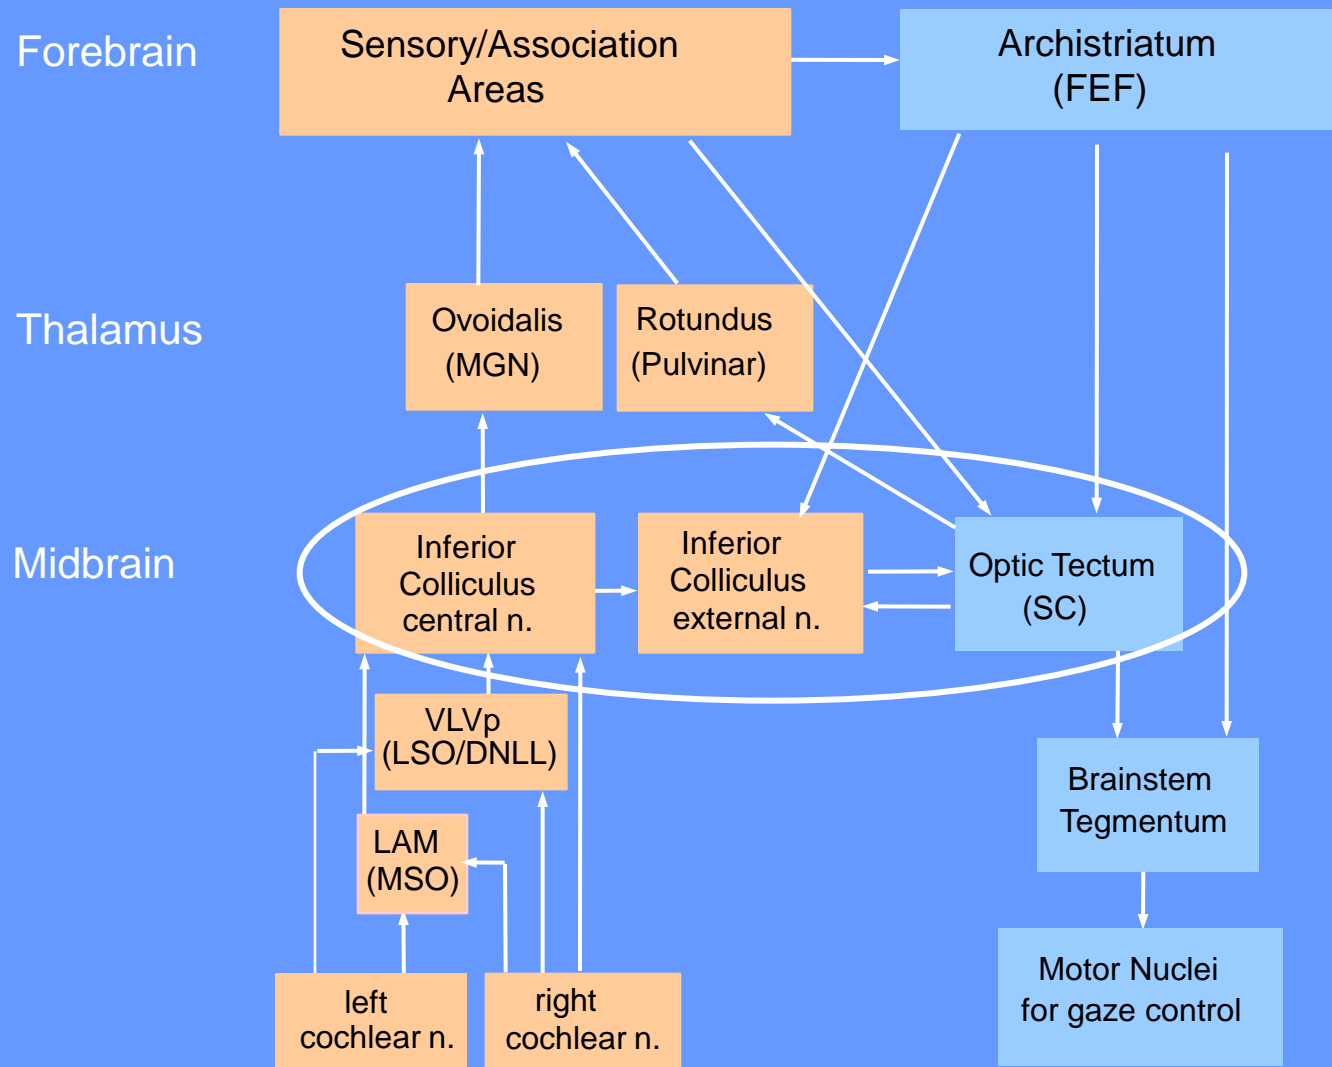 Forebrain
Sensory/Association
Areas
Archistriatum
(FEF)
Thalamus
Ovoidalis
(MGN)
Rotundus
(Pulvinar)
Midbrain
Inferior
Colliculus
central n.
Inferior
Colliculus
external n.
Optic Tectum
(SC)
VLVp
(LSO/DNLL)
Brainstem
Tegmentum
LAM
(MSO)
left
cochlear n.
right
cochlear n.
Motor Nuclei
for gaze control